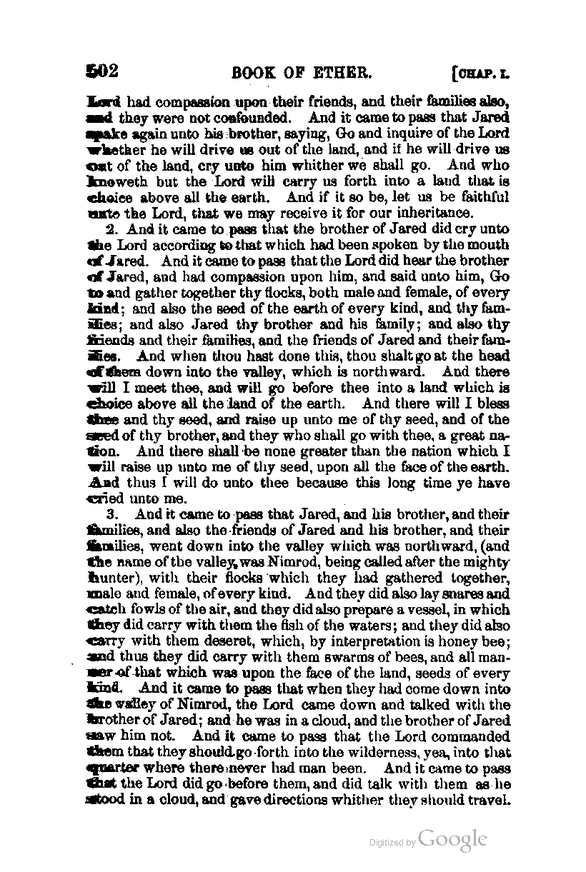 502 BOOK OF ETHER. [CHAP. I.
Lord had compassion upon their friends, and their families also,
and they were not confounded. And it came to pass that Jared
spake again unto his brother, saying, Go and inquire of the Lord
whether he will drive us out of the land, and if he will drive us
out of the land, cry unto him whither we shall go. And who
knoweth but the Lord will carry us forth into a land that is
choice above all the earth. And if it so be, let us be faithful
unto the Lord, that we may receive it for our inheritance.
2. And it came to pass that the brother of Jared did cry unto
the Lord according to that which had been spoken by the mouth
of Jared. And it came to pass that the Lord did hear the brother
of Jared, and had compassion upon him, and said unto him, Go
to and gather together thy flocks, both male and female, of every
kind; and also the seed of the earth of every kind, and thy fam-
ilies; and also Jared thy brother and his family; and also thy
friends and their families, and the friends of Jared and their fam-
ilies. And when thou hast done this, thou shalt go at the head
of them down into the valley, which is northward. And there
will I meet thee, and will go before thee into a land which is
choice above all the land of the earth. And there will I bless
thee and thy seed, and raise up unto me of thy seed, and of the
seed of thy brother, and they who shall go with thee, a great na-
tion. And there shall be none greater than the nation which I
will raise up unto me of thy seed, upon all the face of the earth.
And thus I will do unto thee because this long time ye have
cried unto me.
3. And it came to pass that Jared, and his brother, and their
families, and also the friends of Jared and his brother, and their
families, went down into the valley which was northward, (and
the name of the valley, was Nimrod, being called after the mighty
hunter), with their flocks which they had gathered together,
male and female, of every kind. And they did also lay snares and
catch fowls of the air, and they did also prepare a vessel, in which
they did carry with them the fish of the waters; and they did also
carry with them deseret, which, by interpretation is honey bee;
and thus they did carry with them swarms of bees, and all man-
ner of that which was upon the face of the land, seeds of every
kind. And it came to pass that when they had come down into
the valley of Nimrod, the Lord came down and talked with the
brother of Jared; and he was in a cloud, and the brother of Jared
saw him not. And it came to pass that the Lord commanded
them that they should go forth into the wilderness, yea, into that
quarter where there never had man been. And it came to pass
that the Lord did go before them, and did talk with them as he
stood in a cloud, and gave directions whither they should travel.
Digitized by Google